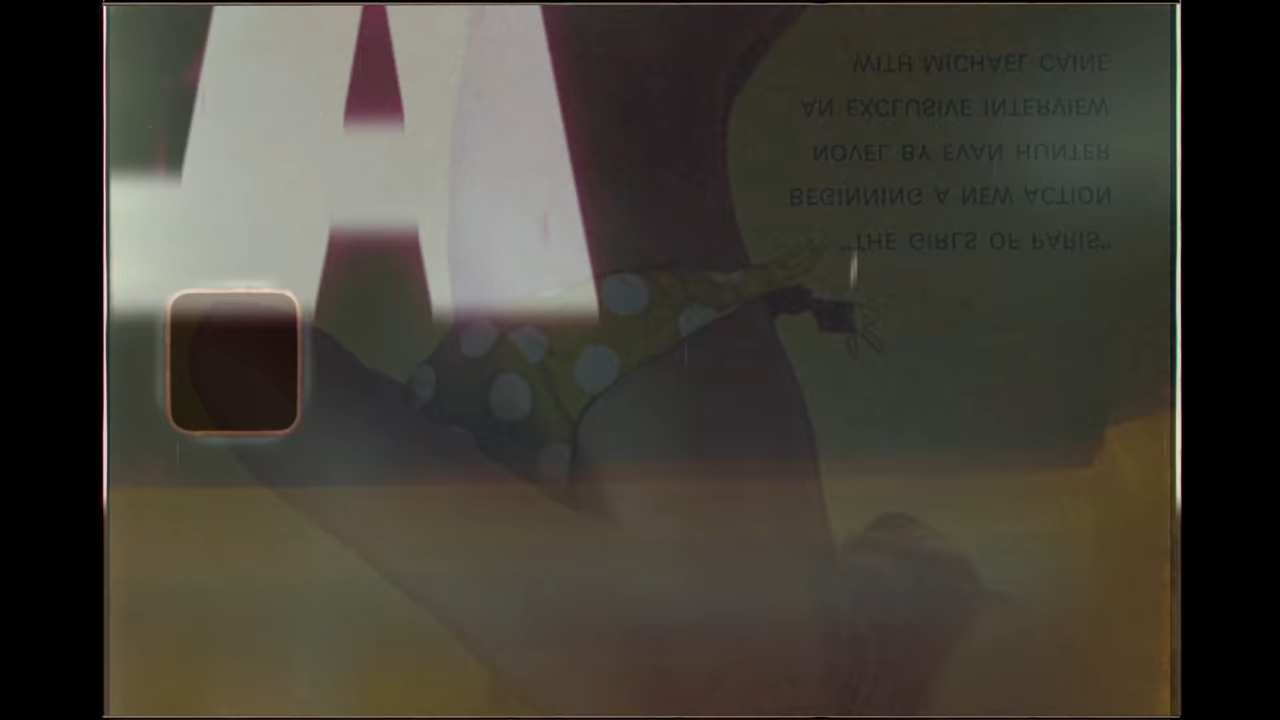 A
"THE GIRLS OF PARIS"
BEGINNING A NEW ACTION
NOVEL BY EVAN HUNTER
AN EXCLUSIVE INTERVIEW
WITH MICHAEL CAINE